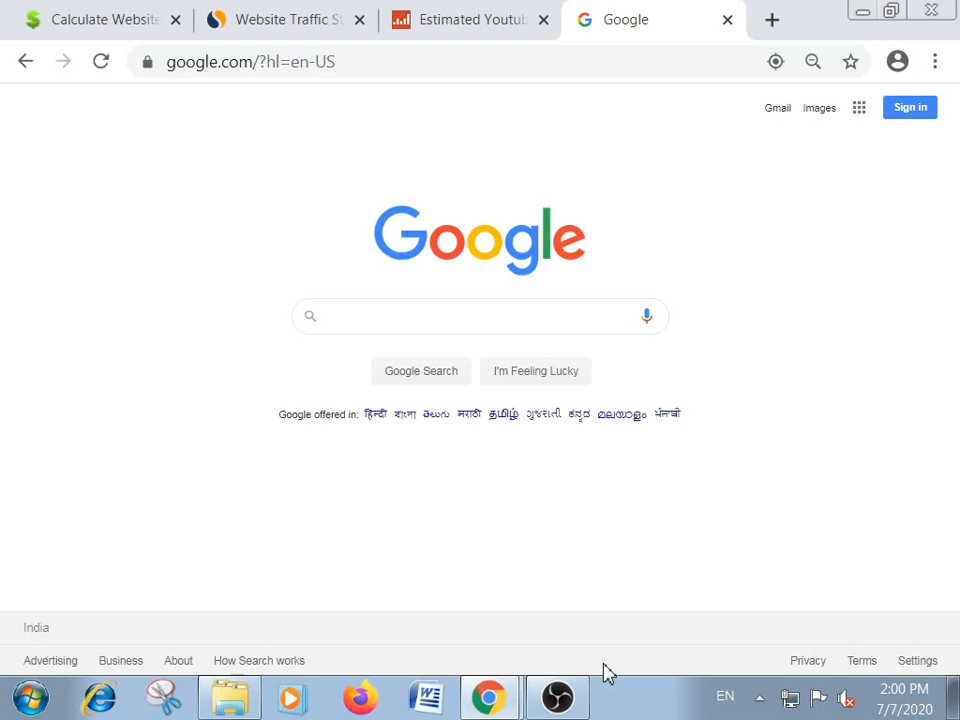 Calculate Website
Website Traffic St
Estimated Youtub
Google
google.com/?hl=en-US
Gmail Images Sign in
Google
Google Search I'm Feeling Lucky
Google offered in: हिन्दी বাংলা తెలుగు मराठी தமிழ் ગુજરાતી ಕನ್ನಡ മലയാളം ਪੰਜਾਬੀ
India
Advertising Business About How Search works Privacy Terms Settings
EN 2:00 PM
7/7/2020